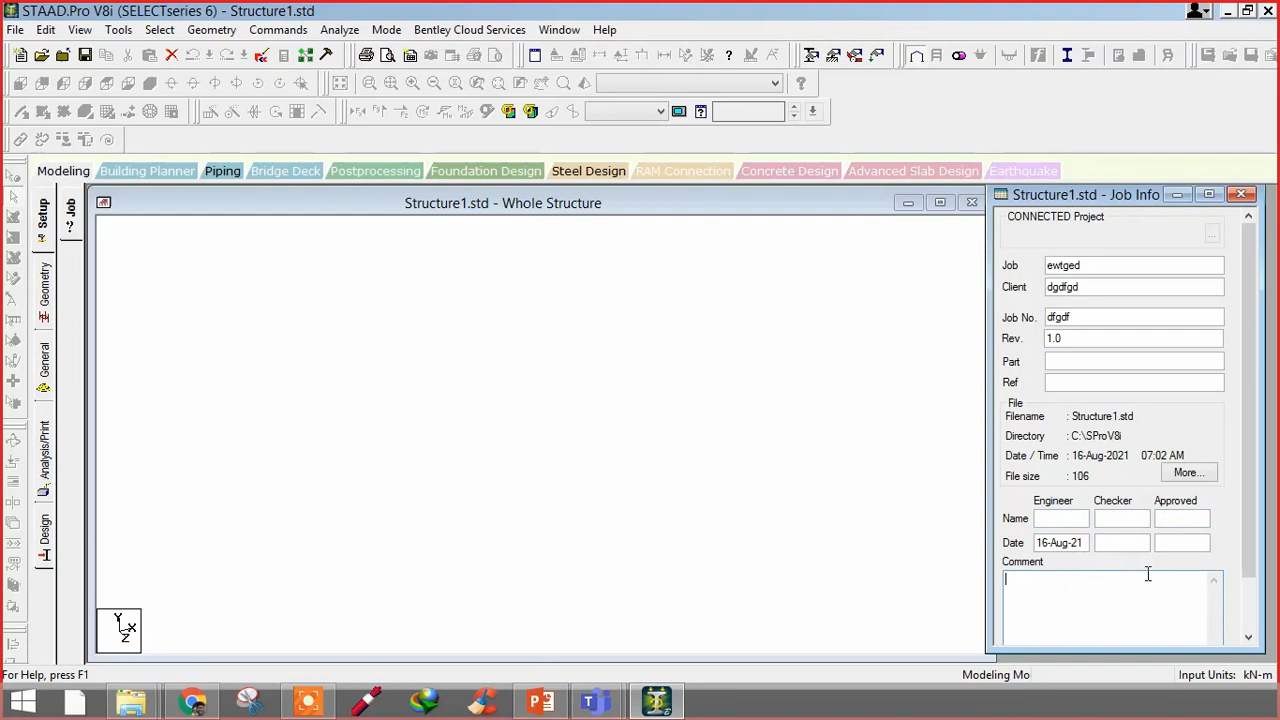 STAAD.Pro V8i (SELECTseries 6) - Structure1.std
File Edit View Tools Select Geometry Commands Analyze Mode Bentley Cloud Services Window Help
Modeling Building Planner Piping Bridge Deck Postprocessing Foundation Design Steel Design RAM Connection Concrete Design Advanced Slab Design Earthquake
Setup
Geometry
General
Analysis/Print
Design
? Job
Structure1.std - Whole Structure
Y
X
Z
Structure1.std - Job Info
CONNECTED Project
...
Job ewtged
Client dgdfgd
Job No. dfgdf
Rev. 1.0
Part
Ref
File
Filename : Structure1.std
Directory : C:\SProV8i
Date / Time : 16-Aug-2021 07:02 AM
File size : 106 More...
Engineer Checker Approved
Name
Date 16-Aug-21
Comment
For Help, press F1 Modeling Mo Input Units: kN-m